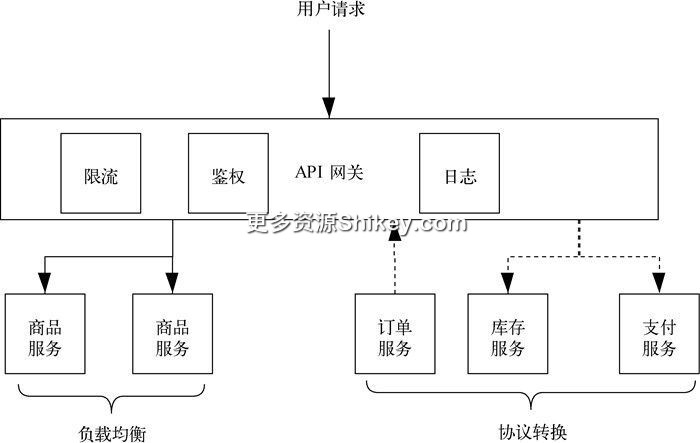 用户请求
限流
鉴权
API 网关
日志
更多资源Shikey.com
商品
服务
商品
服务
订单
服务
库存
服务
支付
服务
负载均衡
协议转换